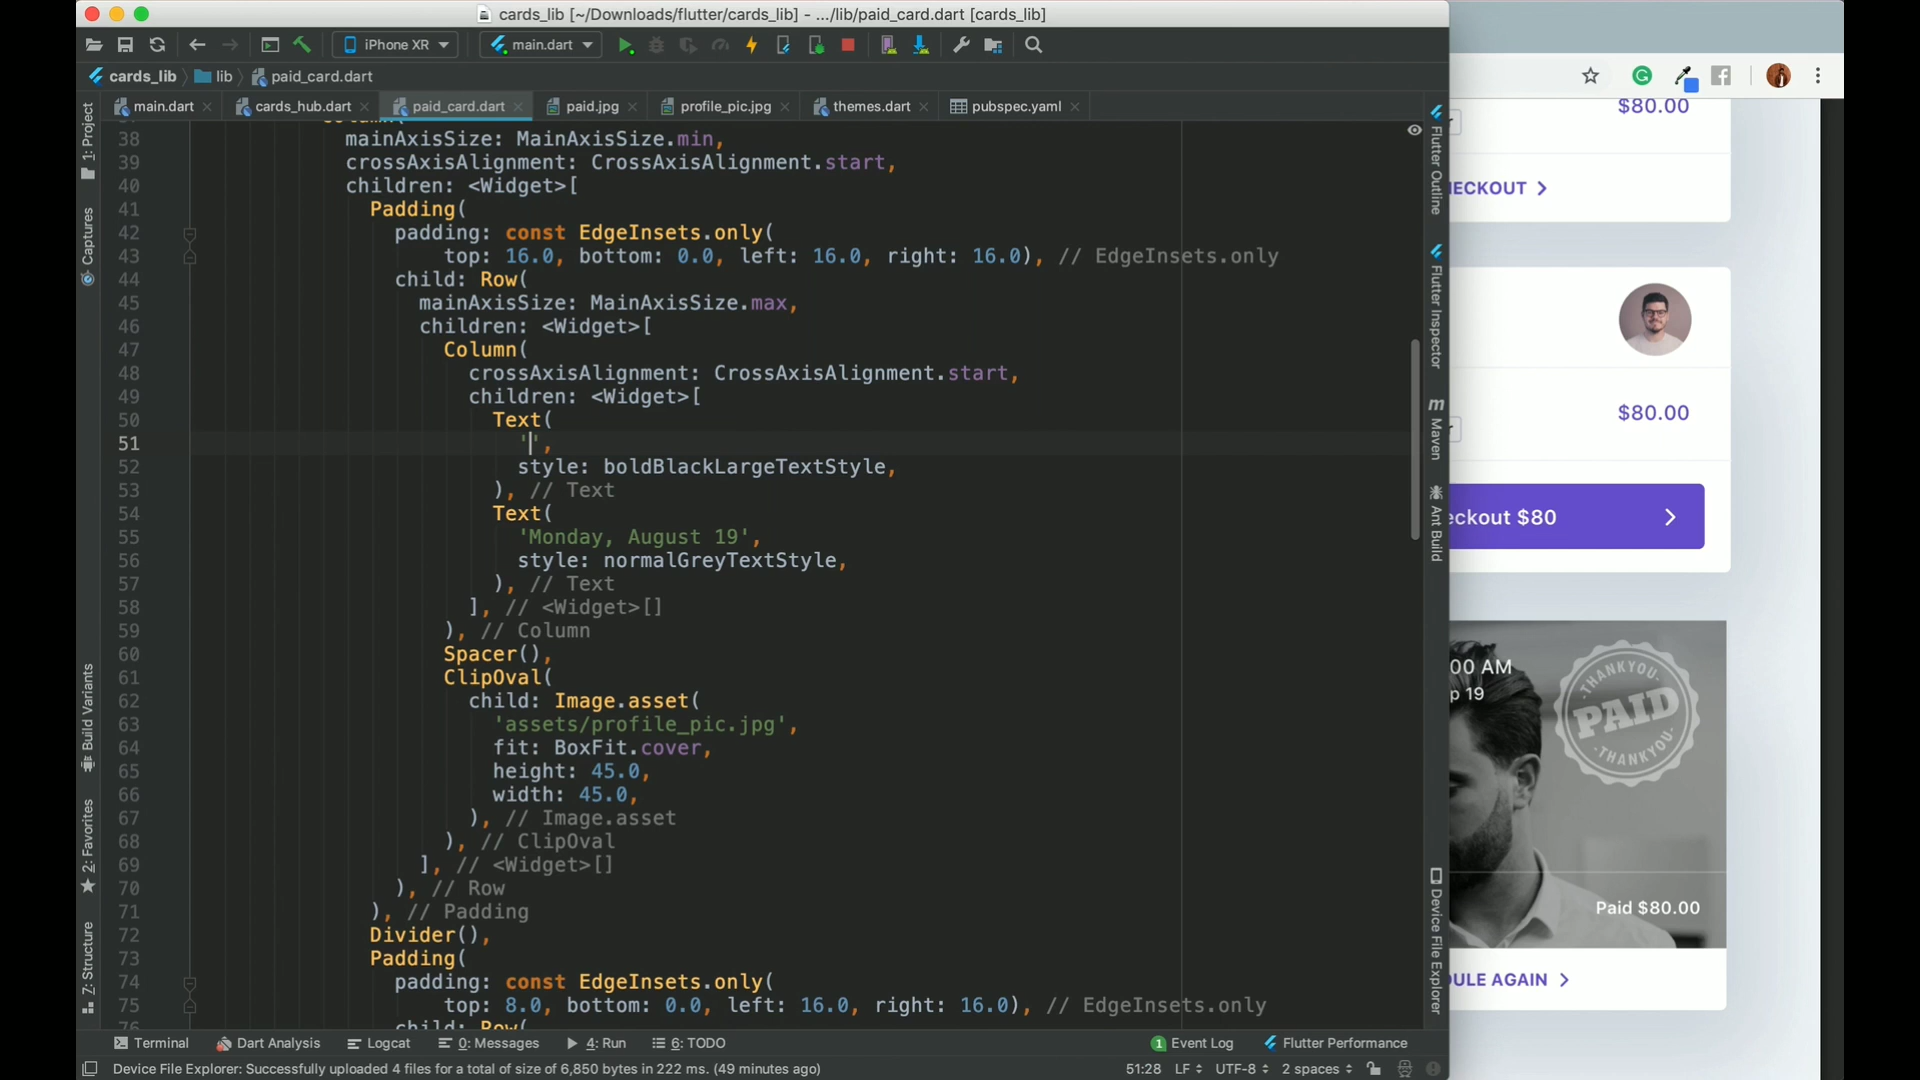 cards_lib [~/Downloads/flutter/cards_lib] - .../lib/paid_card.dart [cards_lib]
iPhone XR
main.dart
cards_lib
lib
paid_card.dart
main.dart
cards_hub.dart
paid_card.dart
paid.jpg
profile_pic.jpg
themes.dart
pubspec.yaml
1: Project
Captures
Build Variants
2: Favorites
7: Structure
38 mainAxisSize: MainAxisSize.min,
39 crossAxisAlignment: CrossAxisAlignment.start,
40 children: <Widget>[
41 Padding(
42 padding: const EdgeInsets.only(
43 top: 16.0, bottom: 0.0, left: 16.0, right: 16.0), // EdgeInsets.only
44 child: Row(
45 mainAxisSize: MainAxisSize.max,
46 children: <Widget>[
47 Column(
48 crossAxisAlignment: CrossAxisAlignment.start,
49 children: <Widget>[
50 Text(
51 '',
52 style: boldBlackLargeTextStyle,
53 ), // Text
54 Text(
55 'Monday, August 19',
56 style: normalGreyTextStyle,
57 ), // Text
58 ], // <Widget>[]
59 ), // Column
60 Spacer(),
61 ClipOval(
62 child: Image.asset(
63 'assets/profile_pic.jpg',
64 fit: BoxFit.cover,
65 height: 45.0,
66 width: 45.0,
67 ), // Image.asset
68 ), // ClipOval
69 ], // <Widget>[]
70 ), // Row
71 ), // Padding
72 Divider(),
73 Padding(
74 padding: const EdgeInsets.only(
75 top: 8.0, bottom: 0.0, left: 16.0, right: 16.0), // EdgeInsets.only
76 child: Row(
Flutter Outline
Flutter Inspector
Maven
Ant Build
Device File Explorer
Terminal
Dart Analysis
Logcat
0: Messages
4: Run
6: TODO
1 Event Log
Flutter Performance
Device File Explorer: Successfully uploaded 4 files for a total of size of 6,850 bytes in 222 ms. (49 minutes ago)
51:28 LF UTF-8 2 spaces
$80.00
HECKOUT
$80.00
eckout $80
00 AM
p 19
THANKYOU
PAID
THANKYOU
Paid $80.00
DULE AGAIN